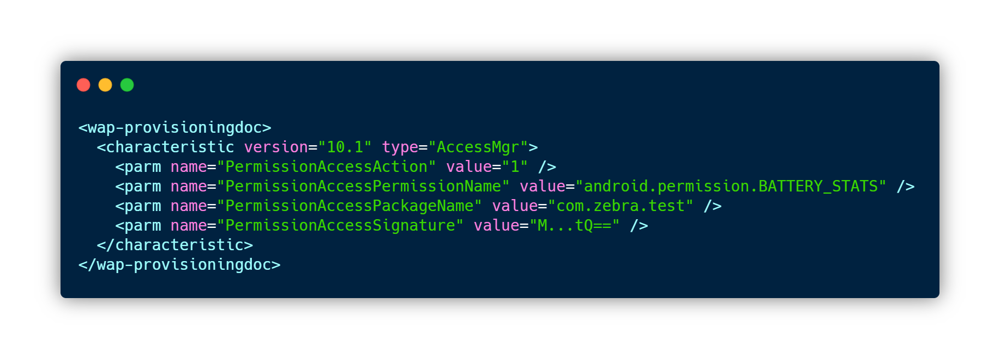 <wap-provisioningdoc>
  <characteristic version="10.1" type="AccessMgr">
    <parm name="PermissionAccessAction" value="1" />
    <parm name="PermissionAccessPermissionName" value="android.permission.BATTERY_STATS" />
    <parm name="PermissionAccessPackageName" value="com.zebra.test" />
    <parm name="PermissionAccessSignature" value="M...tQ==" />
  </characteristic>
</wap-provisioningdoc>